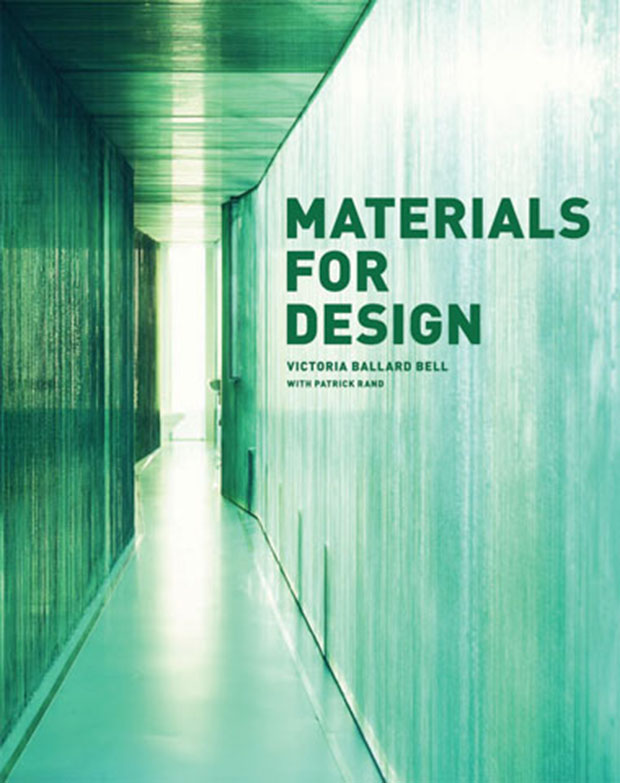 MATERIALS
FOR
DESIGN
VICTORIA BALLARD BELL
WITH PATRICK RAND